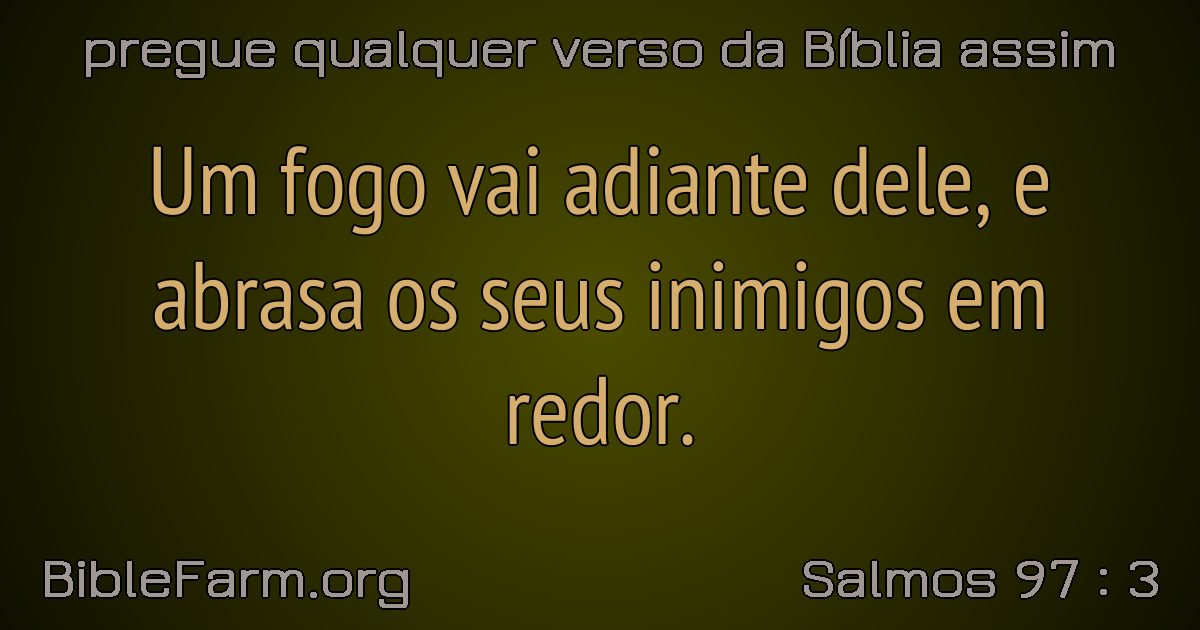 pregue qualquer verso da Bíblia assim
Um fogo vai adiante dele, e
abrasa os seus inimigos em
redor.
BibleFarm.org
Salmos 97 : 3